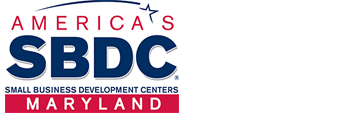 AMERICA'S
SBDC®
SMALL BUSINESS DEVELOPMENT CENTERS
MARYLAND